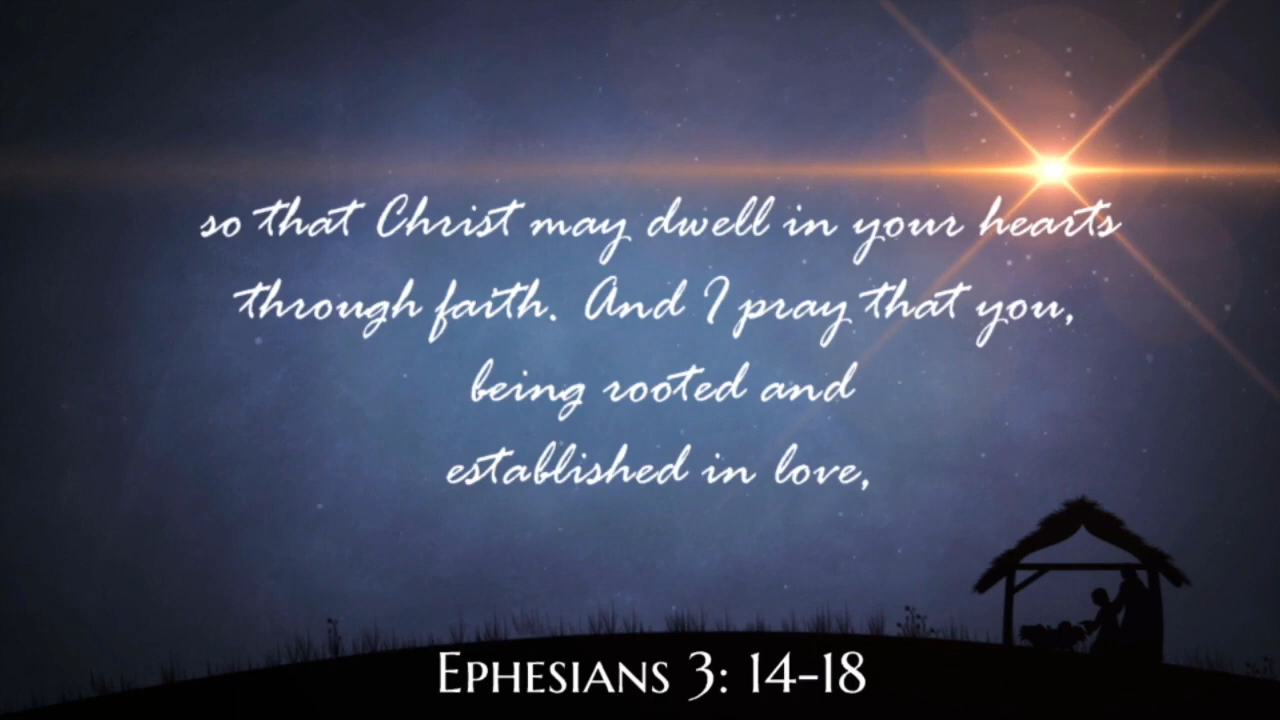 so that Christ may dwell in your hearts
through faith. And I pray that you,
being rooted and
established in love,
Ephesians 3: 14-18